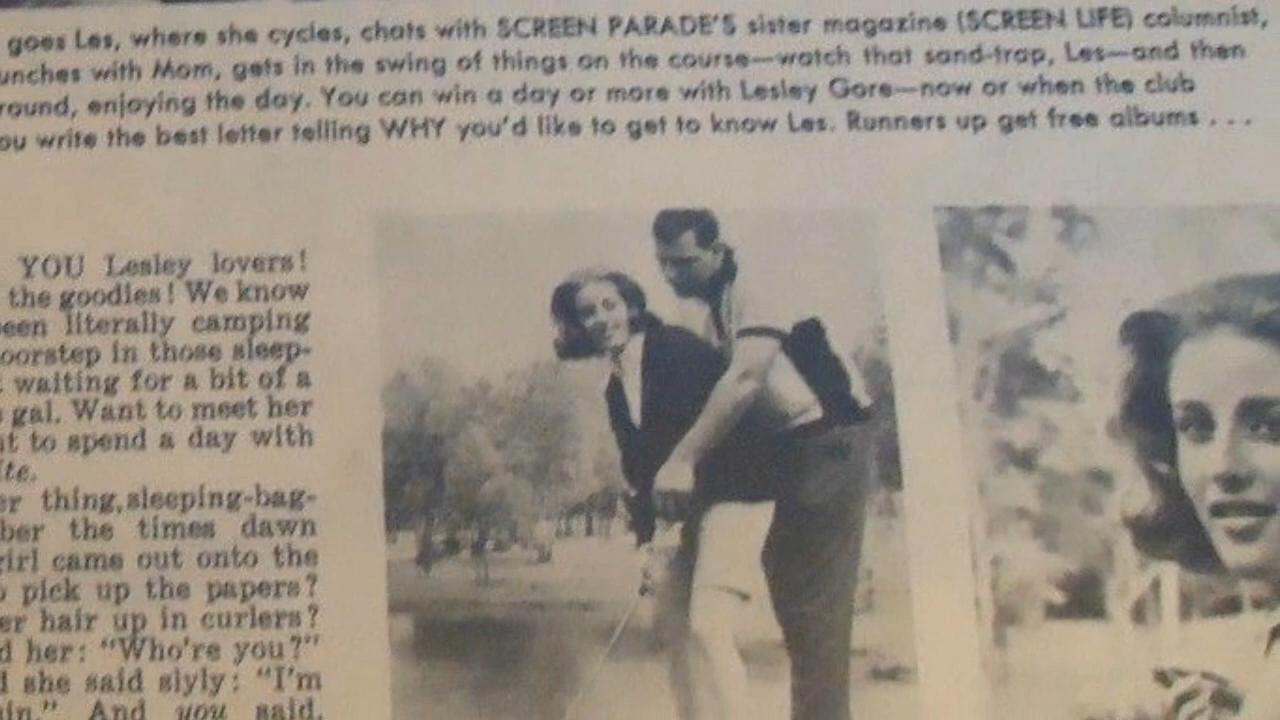 goes Les, where she cycles, chats with SCREEN PARADE'S sister magazine (SCREEN LIFE) columnist,
unches with Mom, gets in the swing of things on the course—watch that sand-trap, Les—and then
round, enjoying the day. You can win a day or more with Lesley Gore—now or when the club
ou write the best letter telling WHY you'd like to get to know Les. Runners up get free albums . . .
YOU Lesley lovers!
the goodies! We know
een literally camping
oorstep in those sleep-
waiting for a bit of a
gal. Want to meet her
t to spend a day with
ite.
er thing, sleeping-bag-
ber the times dawn
girl came out onto the
pick up the papers?
er hair up in curlers?
d her: "Who're you?"
d she said slyly: "I'm
in." And you said,